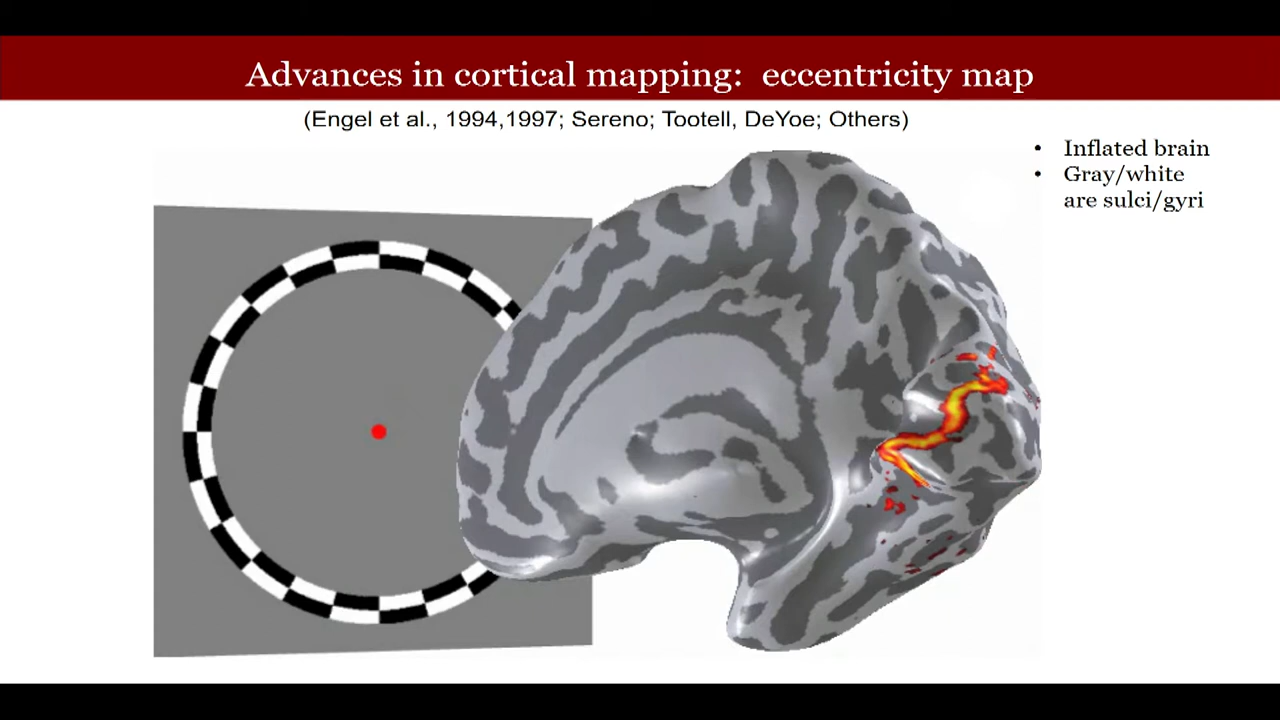 Advances in cortical mapping:  eccentricity map
(Engel et al., 1994,1997; Sereno; Tootell, DeYoe; Others)
• Inflated brain
• Gray/white
are sulci/gyri